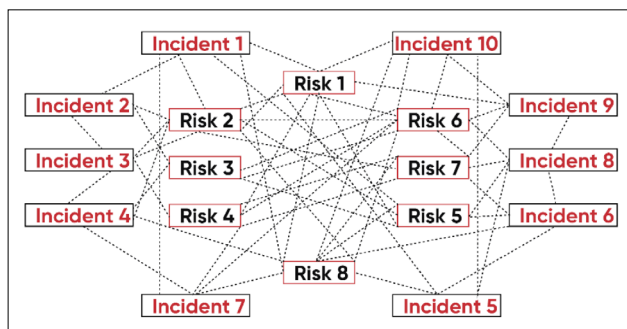 Incident 1
Incident 10
Risk 1
Incident 2
Risk 2
Risk 6
Incident 9
Incident 3
Risk 3
Risk 7
Incident 8
Incident 4
Risk 4
Risk 5
Incident 6
Risk 8
Incident 7
Incident 5